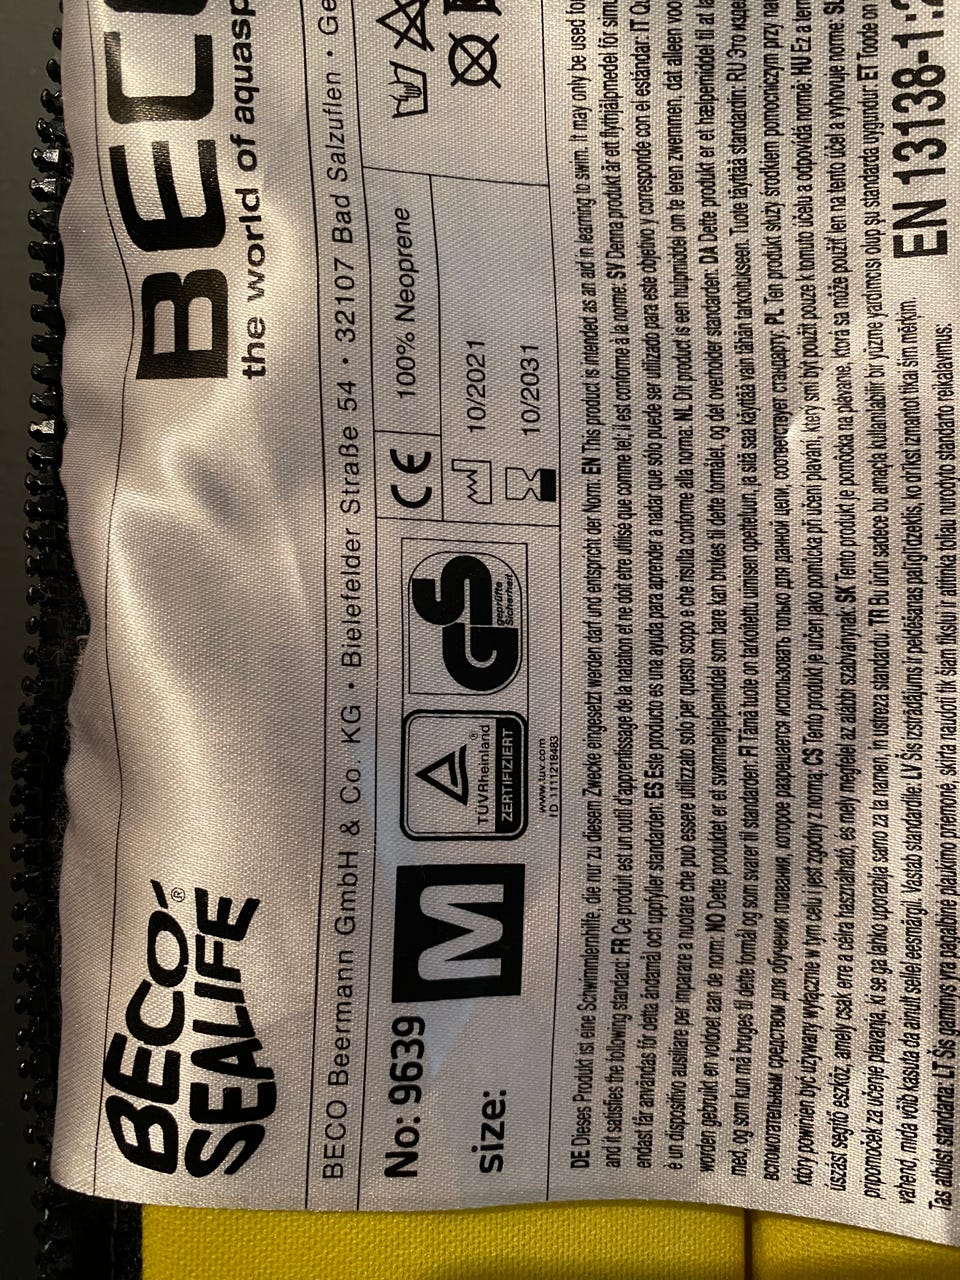 BECO®
SEALIFE
BEC
the world of aquasp
BECO Beermann GmbH & Co. KG · Bielefelder Straße 54 · 32107 Bad Salzuflen · Ge
No: 9639
size:
M
TÜVRheinland®
ZERTIFIZIERT
www.tuv.com
ID 1111218483
GS
geprüfte
Sicherheit
CE
100% Neoprene
10/2021
10/2031
DE Dieses Produkt ist eine Schwimmlernhilfe, die nur zu diesem Zwecke eingesetzt werden darf und entspricht der Norm: EN This product is intended as an aid in learning to swim. It may only be used for
and it satisfies the following standard: FR Ce produit est un outil d'apprentissage de la natation et ne doit etre utilisé que comme tel; il est conforme à la norme: SV Denna produkt är ett flythjälpmedel för simu
endast får användas för detta ändamål och uppfyller standarden: ES Este producto es una ayuda para aprender a nadar que sólo puede ser utilizado para este objetivo y corresponde con el estándar: IT Qu
è un dispositivo ausiliare per imparare a nuotare che può essere utilizzato solo per questo scopo e che risulta conforme alla norma: NL Dit product is een hulpmiddel om te leren zwemmen, dat alleen voo
worden gebruikt en voldoet aan de norm: NO Dette produktet er et svømmehjelpemiddel som bare kan brukes til dette formålet, og det overholder standarden: DA Dette produkt er et hjælpemiddel til at læ
med, og som kun må bruges til dette formål og som svarer til standarden: FI Tämä tuote on tarkoitettu uimisen opetteluun, ja sitä saa käyttää vain tähän tarkoitukseen. Tuote täyttää standardin: RU Это вспом
вспомогательным средством для обучения плавания, которое разрешается использовать только для данной цели, соответствует стандарту: PL Ten produkt służy środkiem pomocniczym przy nau
który powinien być używany wyłącznie w tym celu i jest zgodny z normą: CS Tento produkt je určen jako pomůcka při učení plavání, který smí být použit pouze k tomuto účelu a odpovídá normě: HU Ez a term
úszást segítő eszköz, amely csak erre a célra használható, és mely megfelel az alábbi szabványnak: SK Tento produkt je pomôcka na plávanie, ktorá sa môže použiť len na tento účel a vyhovuje norme: SL
pripomoček za učenje plavanja, ki se ga lahko uporablja samo za ta namen, in ustreza standardu: TR Bu ürün sadece bu amaçla kullanılabilir bir yüzme yardımcısı olup şu standarda uygundur: ET Toode on
vahend, mida võib kasutada ainult sellel eesmärgil. Vastab standardile: LV Šis izstrādājums ir peldēšanas palīglīdzeklis, ko drīkst izmantot tikai šim mērķim.
Tas atbilst standarta: LT Šis gaminys yra pagalbinė plaukimo priemonė, skirta naudoti tik šiam tikslui ir atitinka toliau nurodyto standarto reikalavimus:
EN 13138-1:2